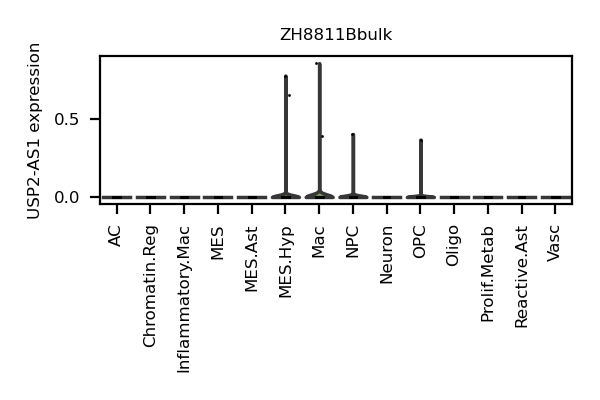 ZH8811Bbulk
USP2-AS1 expression
0.5
0.0
AC
Chromatin.Reg
Inflammatory.Mac
MES
MES.Ast
MES.Hyp
Mac
NPC
Neuron
OPC
Oligo
Prolif.Metab
Reactive.Ast
Vasc